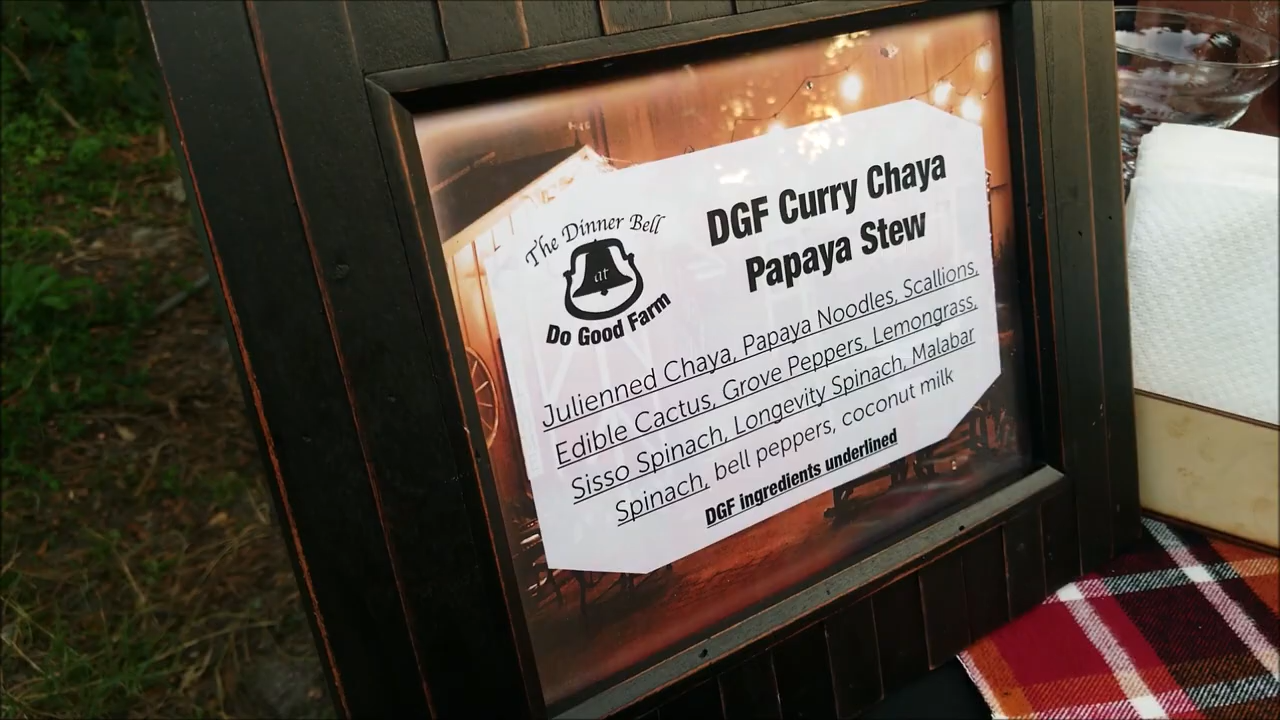 The Dinner Bell
at
Do Good Farm
DGF Curry Chaya
Papaya Stew
Julienned Chaya, Papaya Noodles, Scallions,
Edible Cactus, Grove Peppers, Lemongrass,
Sisso Spinach, Longevity Spinach, Malabar
Spinach, bell peppers, coconut milk
DGF ingredients underlined